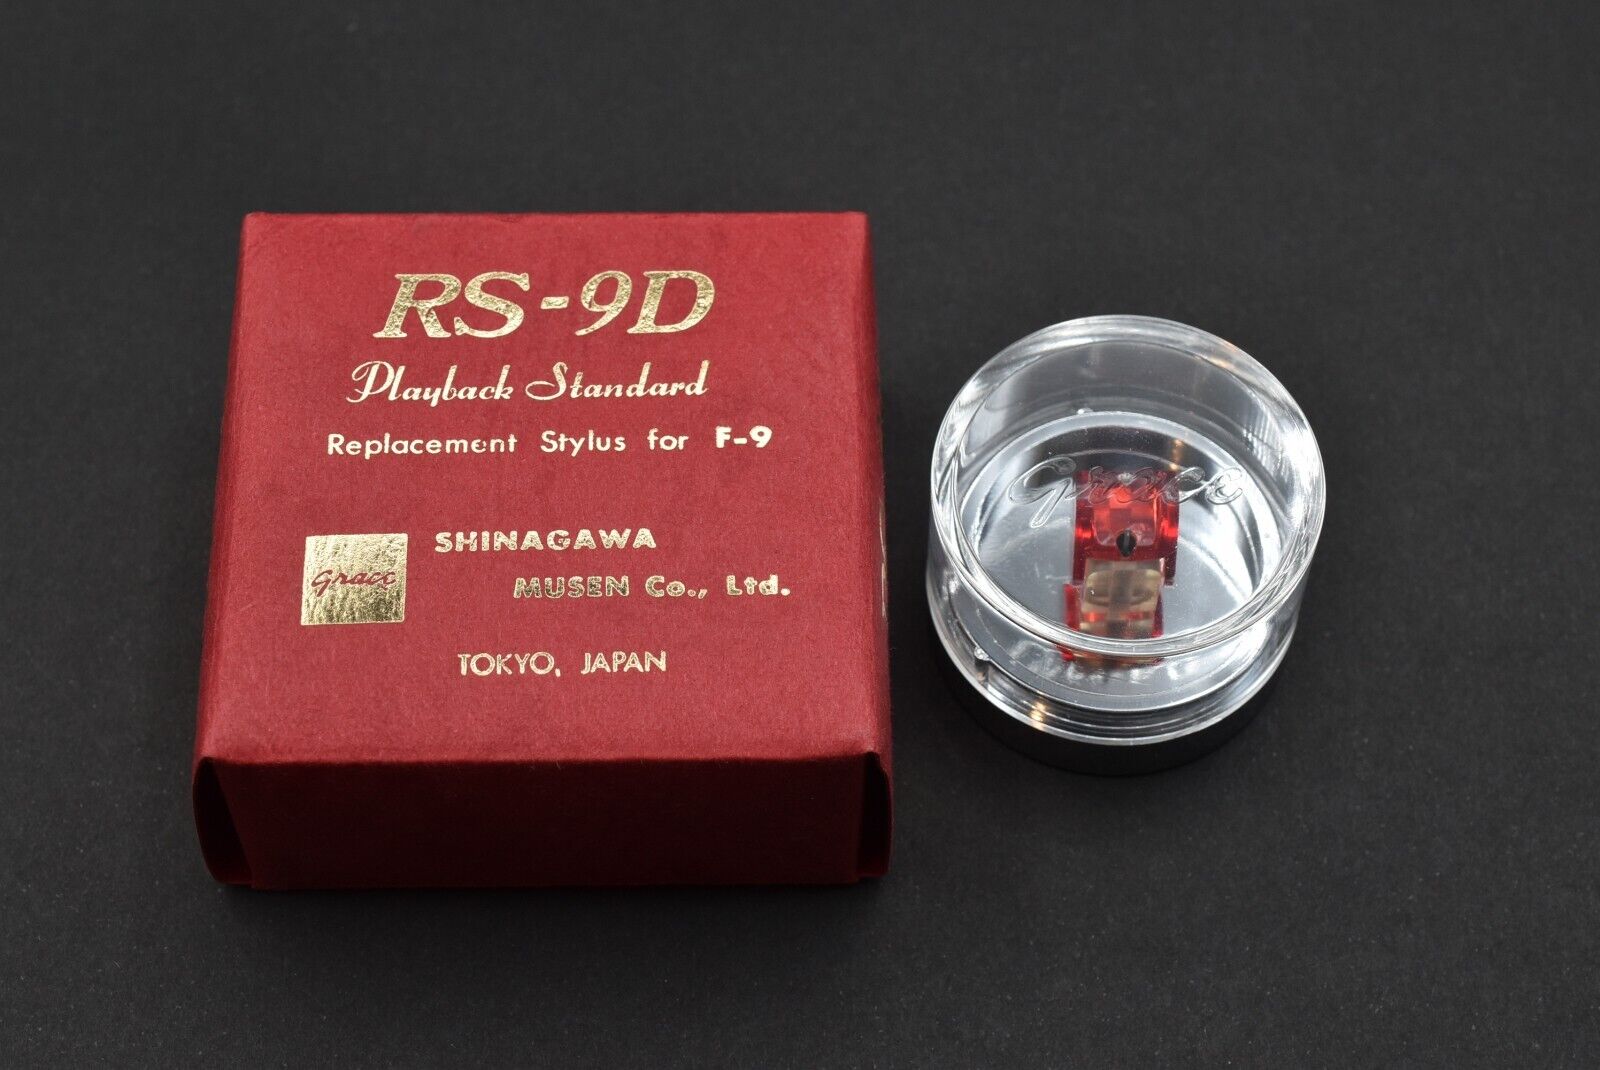 RS-9D
Playback Standard
Replacement Stylus for F-9
Grace
SHINAGAWA
MUSEN Co., Ltd.
TOKYO, JAPAN
Grace